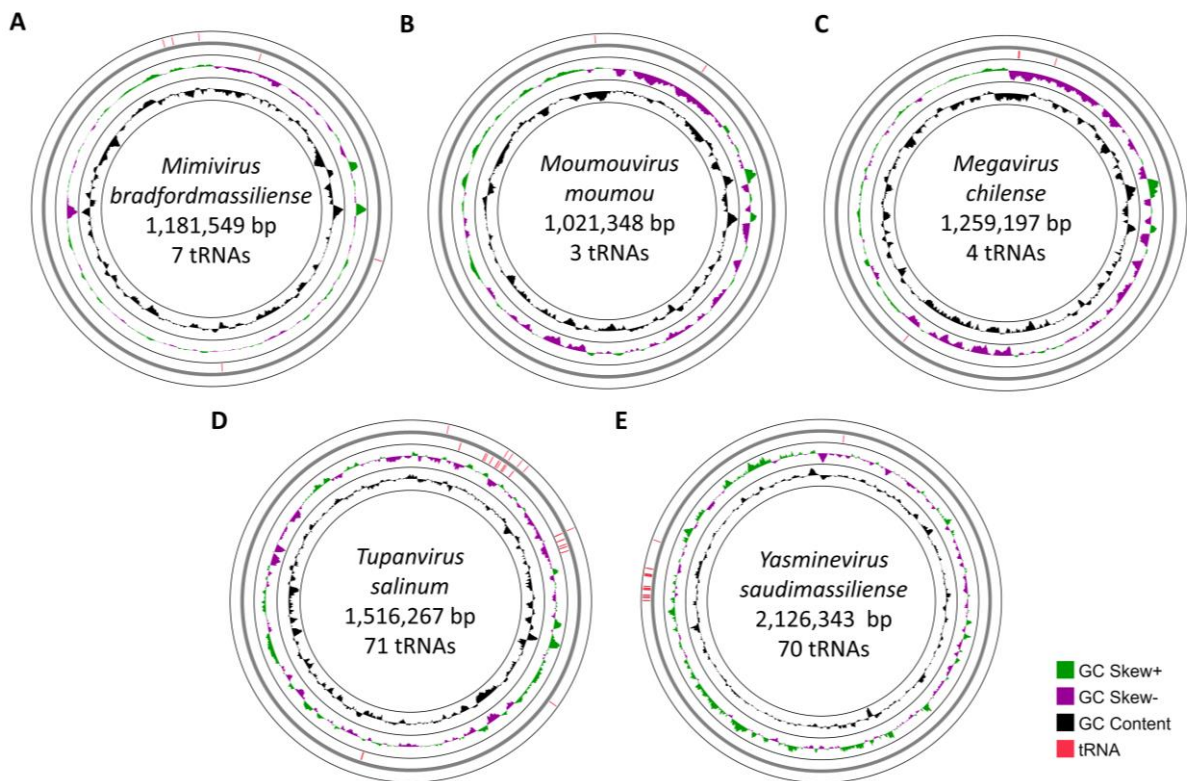 A
Mimivirus
bradfordmassiliense
1,181,549 bp
7 tRNAs
B
Moumouvirus
moumou
1,021,348 bp
3 tRNAs
C
Megavirus
chilense
1,259,197 bp
4 tRNAs
D
Tupanvirus
salinum
1,516,267 bp
71 tRNAs
E
Yasminevirus
saudimassiliense
2,126,343 bp
70 tRNAs
GC Skew+
GC Skew-
GC Content
tRNA